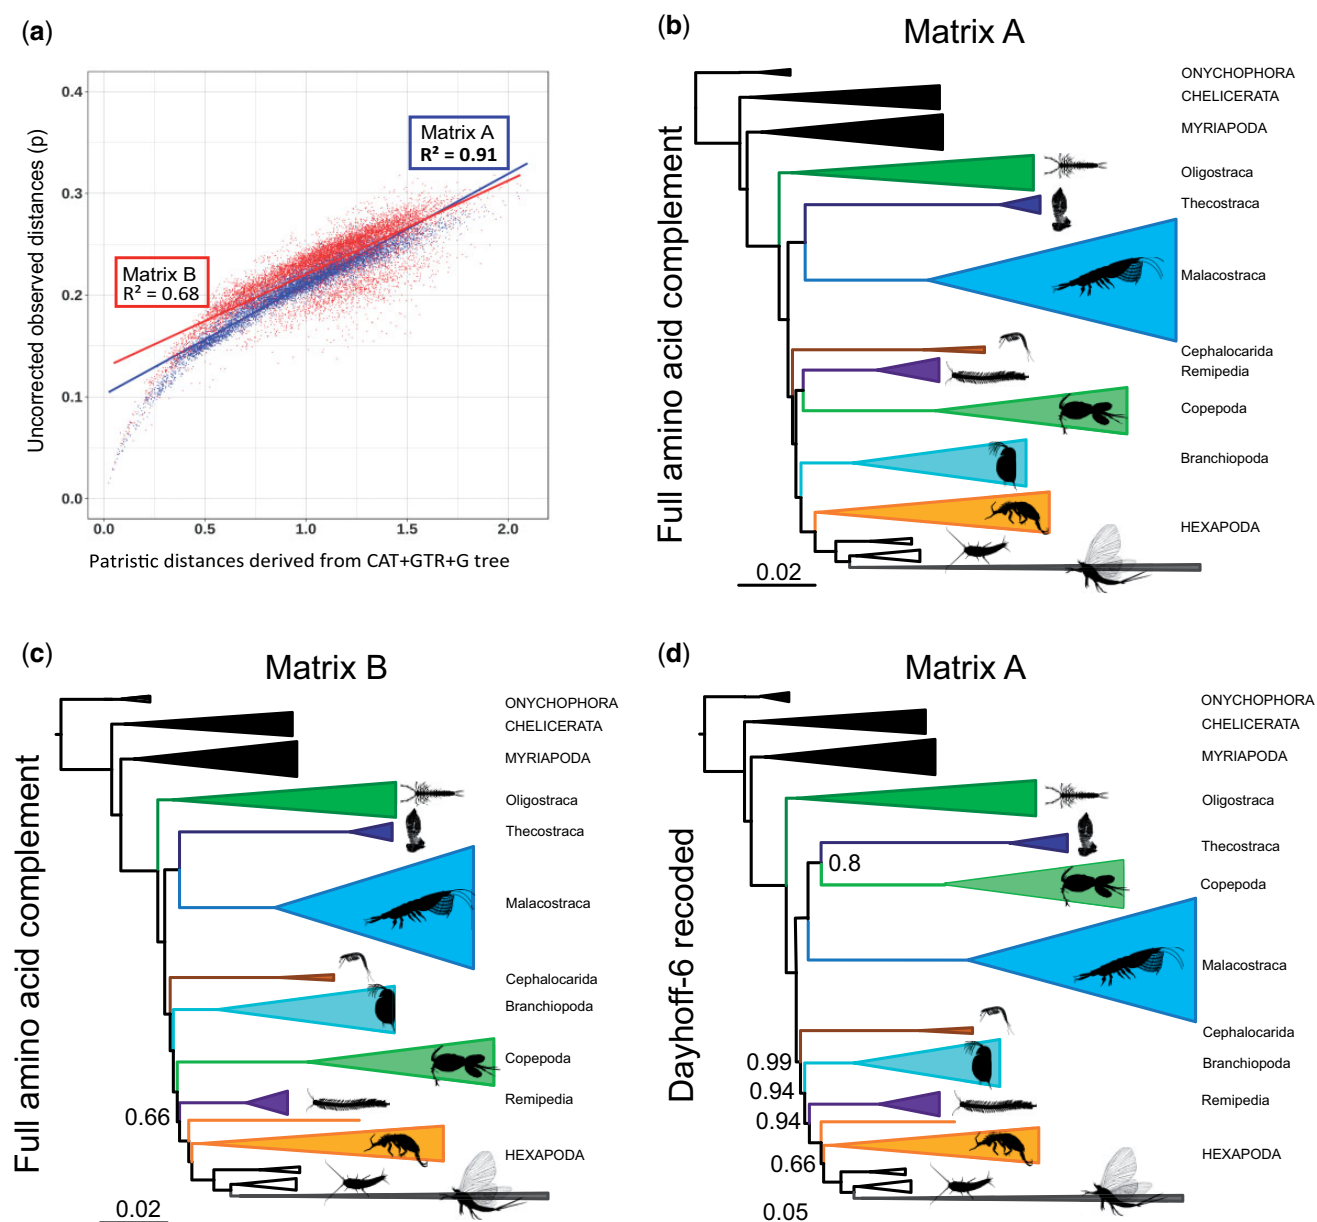 (a)
Uncorrected observed distances (p)
0.4
0.3
0.2
0.1
0.0
Matrix A
R² = 0.91
Matrix B
R² = 0.68
0.0 0.5 1.0 1.5 2.0
Patristic distances derived from CAT+GTR+G tree
(b)
Matrix A
Full amino acid complement
ONYCHOPHORA
CHELICERATA
MYRIAPODA
Oligostraca
Thecostraca
Malacostraca
Cephalocarida
Remipedia
Copepoda
Branchiopoda
HEXAPODA
0.02
(c)
Matrix B
Full amino acid complement
ONYCHOPHORA
CHELICERATA
MYRIAPODA
Oligostraca
Thecostraca
Malacostraca
Cephalocarida
Branchiopoda
Copepoda
Remipedia
0.66
HEXAPODA
0.02
(d)
Matrix A
Dayhoff-6 recoded
ONYCHOPHORA
CHELICERATA
MYRIAPODA
Oligostraca
Thecostraca
0.8
Copepoda
Malacostraca
Cephalocarida
0.99
Branchiopoda
0.94
Remipedia
0.94
HEXAPODA
0.66
0.05